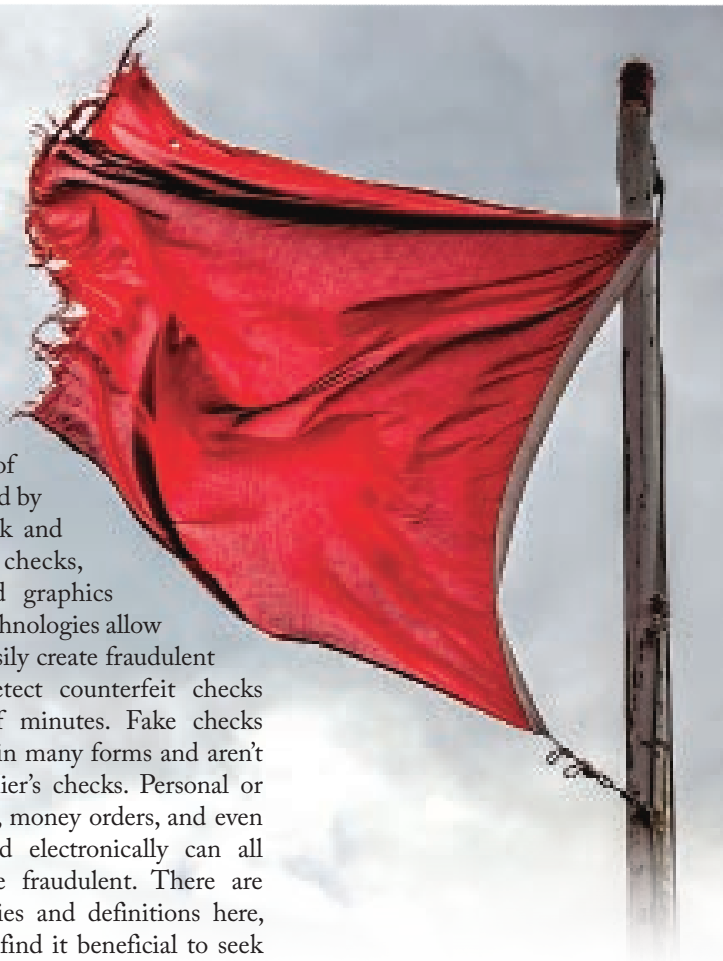 of
d by
k and
checks,
d graphics
hnologies allow
sily create fraudulent
etect counterfeit checks
f minutes. Fake checks
in many forms and aren't
ier's checks. Personal or
, money orders, and even
d electronically can all
e fraudulent. There are
ies and definitions here,
find it beneficial to seek